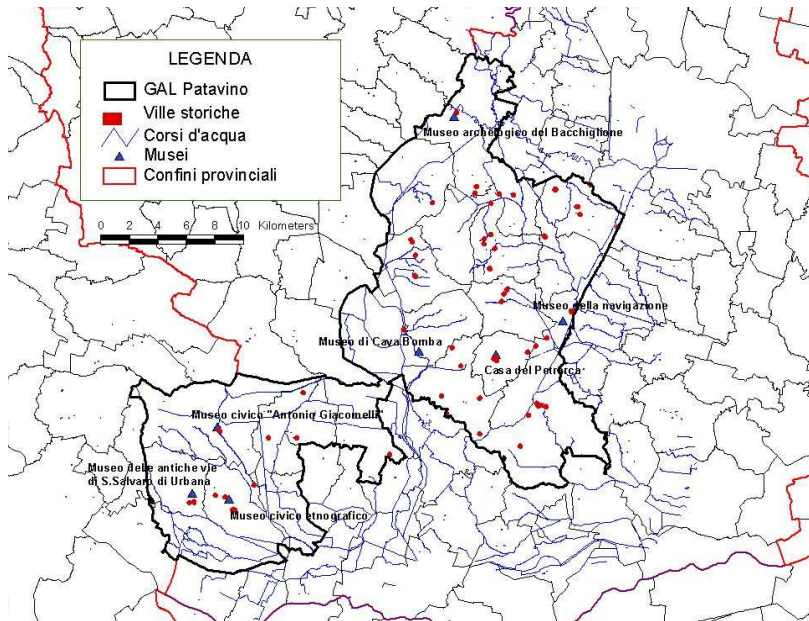 LEGENDA
GAL Patavino
Ville storiche
Corsi d'acqua
Musei
Confini provinciali
0 2 4 6 8 10 Kilometers
Museo archelogico del Bacchiglione
Museo della navigazione
Museo di Cava Bomba
Casa del Petrarca
Museo civico "Antonio Giacomelli"
Museo delle antiche vie
di S.Salvaro di Urbana
Museo civico etnografico